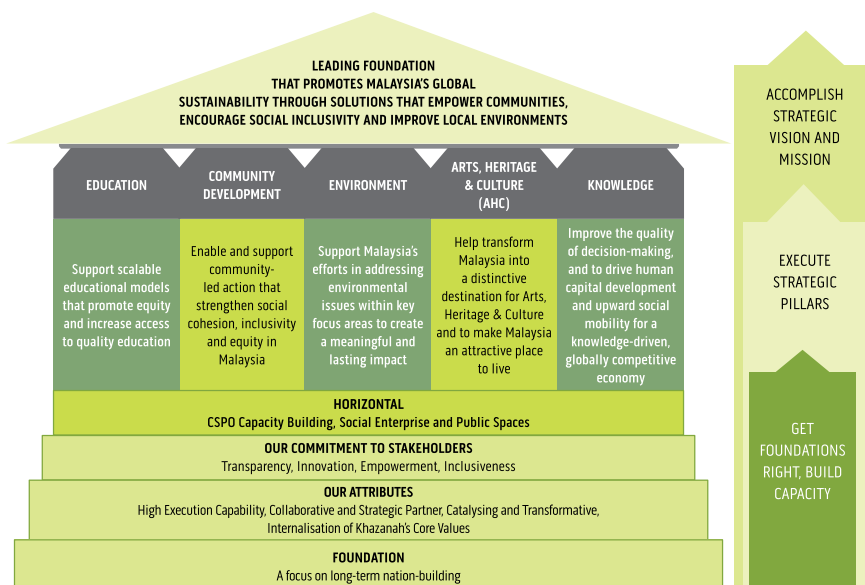 LEADING FOUNDATION
THAT PROMOTES MALAYSIA'S GLOBAL
SUSTAINABILITY THROUGH SOLUTIONS THAT EMPOWER COMMUNITIES,
ENCOURAGE SOCIAL INCLUSIVITY AND IMPROVE LOCAL ENVIRONMENTS
EDUCATION
Support scalable
educational models
that promote equity
and increase access
to quality education
COMMUNITY
DEVELOPMENT
Enable and support
community-
led action that
strengthen social
cohesion, inclusivity
and equity in
Malaysia
ENVIRONMENT
Support Malaysia's
efforts in addressing
environmental
issues within key
focus areas to create
a meaningful and
lasting impact
ARTS, HERITAGE
& CULTURE
(AHC)
Help transform
Malaysia into
a distinctive
destination for Arts,
Heritage & Culture
and to make Malaysia
an attractive place
to live
KNOWLEDGE
Improve the quality
of decision-making,
and to drive human
capital development
and upward social
mobility for a
knowledge-driven,
globally competitive
economy
HORIZONTAL
CSPO Capacity Building, Social Enterprise and Public Spaces
OUR COMMITMENT TO STAKEHOLDERS
Transparency, Innovation, Empowerment, Inclusiveness
OUR ATTRIBUTES
High Execution Capability, Collaborative and Strategic Partner, Catalysing and Transformative,
Internalisation of Khazanah's Core Values
FOUNDATION
A focus on long-term nation-building
ACCOMPLISH
STRATEGIC
VISION AND
MISSION
EXECUTE
STRATEGIC
PILLARS
GET
FOUNDATIONS
RIGHT, BUILD
CAPACITY